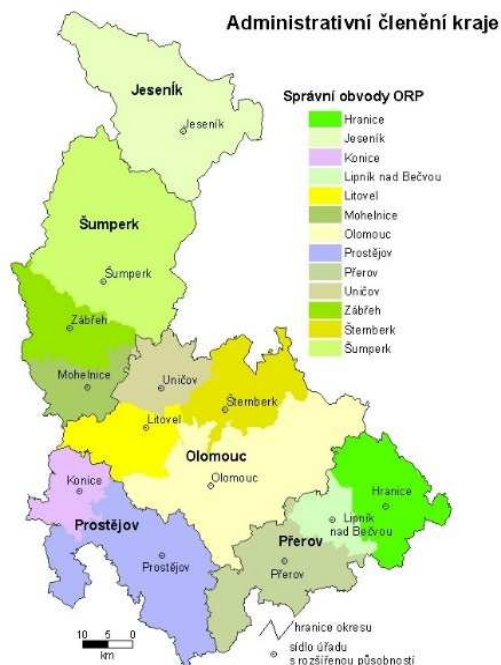 Administrativní členění kraje
Jeseník
Jeseník
Správní obvody ORP
Hranice
Jeseník
Konice
Lipník nad Bečvou
Litovel
Mohelnice
Olomouc
Prostějov
Přerov
Uničov
Zábřeh
Šternberk
Šumperk
Šumperk
Šumperk
Zábřeh
Mohelnice
Uničov
Šternberk
Litovel
Olomouc
Olomouc
Konice
Prostějov
Prostějov
Hranice
Lipník
nad Bečvou
Přerov
Přerov
10 5 0
km
hranice okresu
sídlo úřadu
s rozšířenou působností